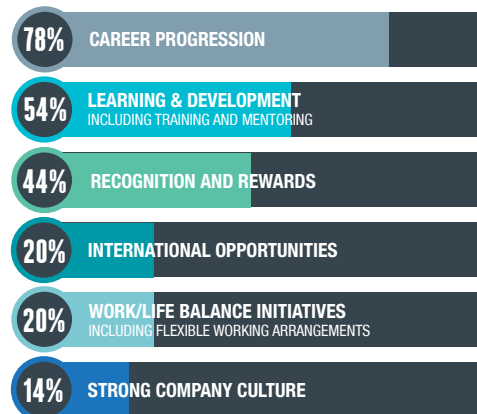 78% CAREER PROGRESSION
54% LEARNING & DEVELOPMENT
INCLUDING TRAINING AND MENTORING
44% RECOGNITION AND REWARDS
20% INTERNATIONAL OPPORTUNITIES
20% WORK/LIFE BALANCE INITIATIVES
INCLUDING FLEXIBLE WORKING ARRANGEMENTS
14% STRONG COMPANY CULTURE